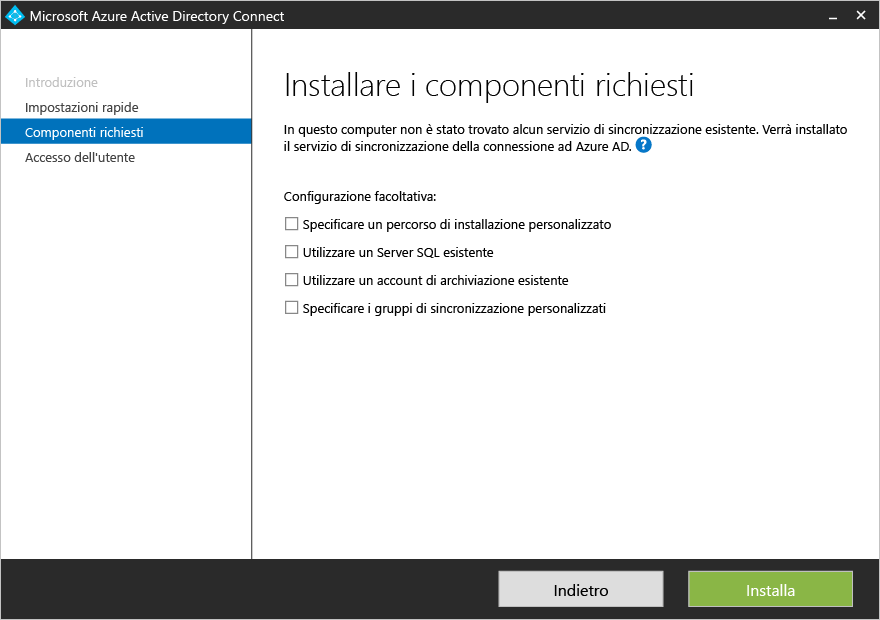 Microsoft Azure Active Directory Connect
Introduzione
Impostazioni rapide
Componenti richiesti
Accesso dell'utente
Installare i componenti richiesti
In questo computer non è stato trovato alcun servizio di sincronizzazione esistente. Verrà installato
il servizio di sincronizzazione della connessione ad Azure AD. ?
Configurazione facoltativa:
Specificare un percorso di installazione personalizzato
Utilizzare un Server SQL esistente
Utilizzare un account di archiviazione esistente
Specificare i gruppi di sincronizzazione personalizzati
Indietro
Installa